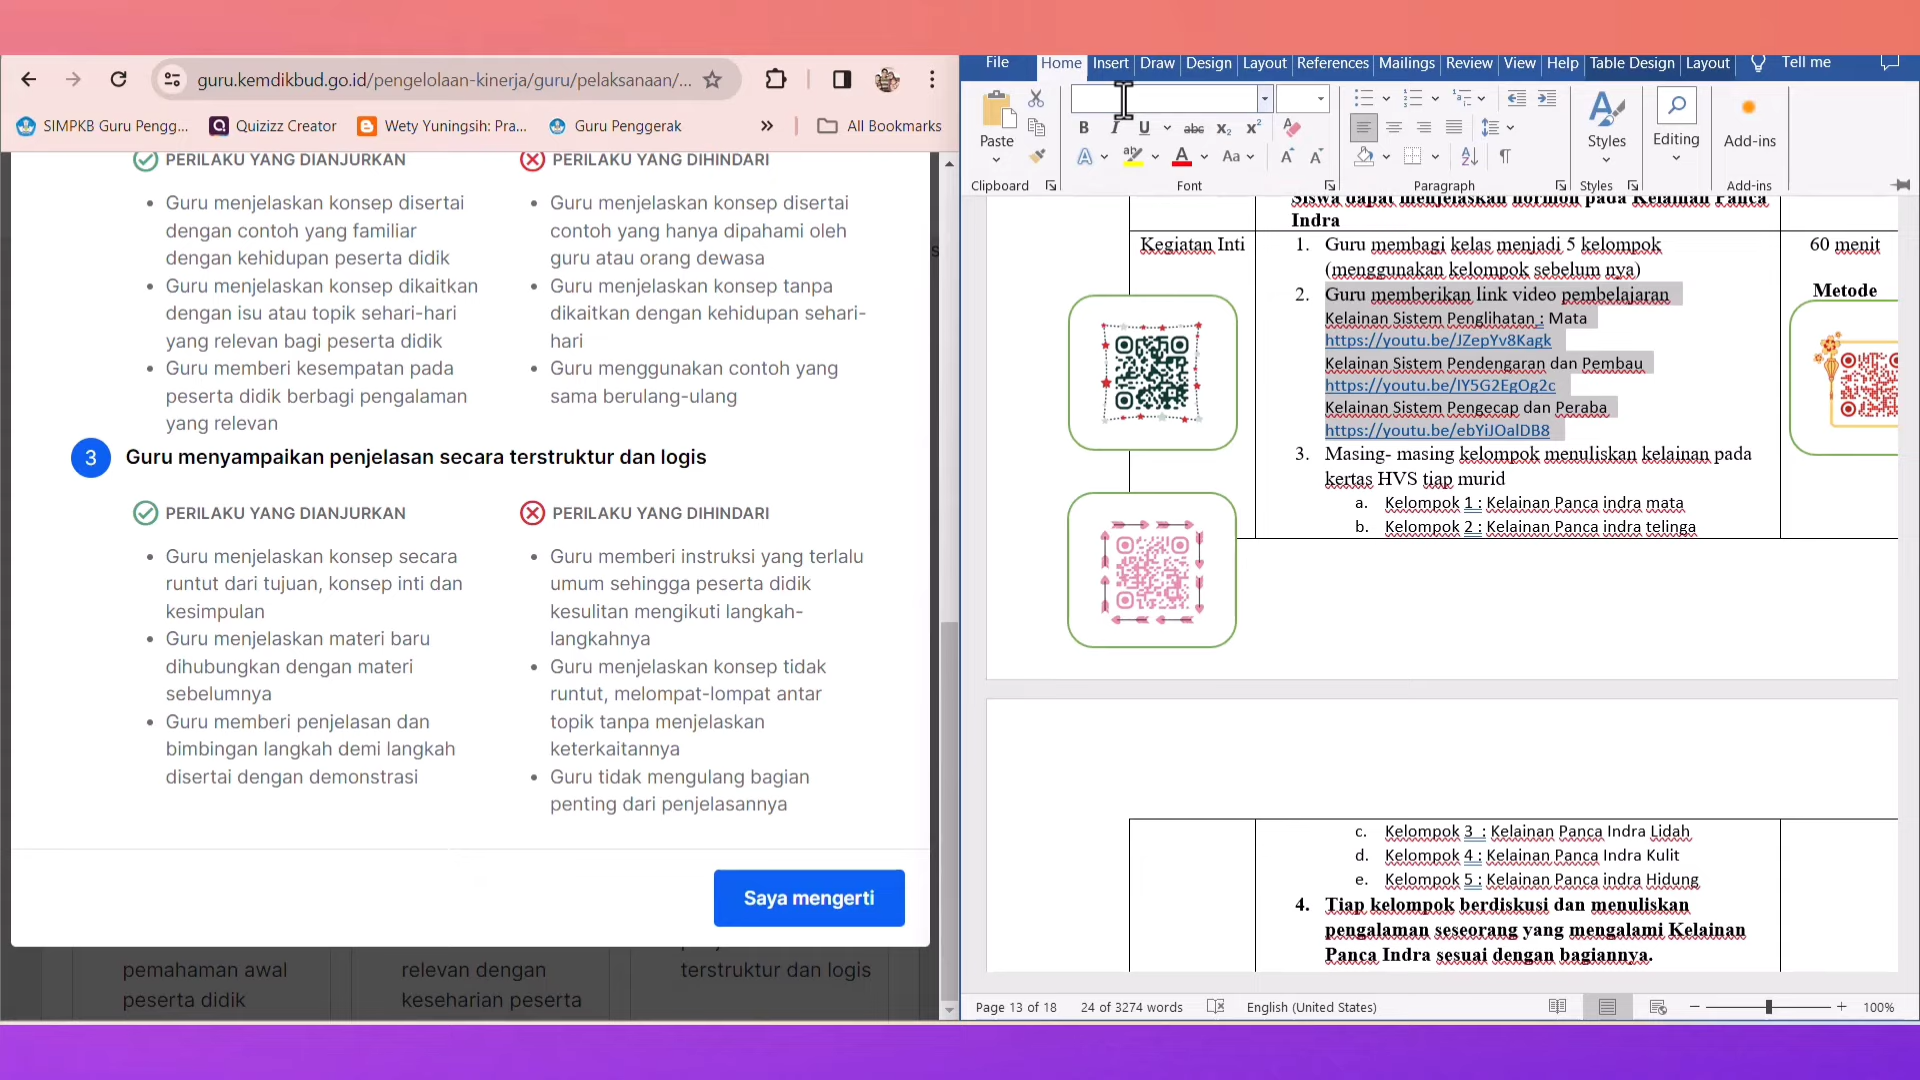 guru.kemdikbud.go.id/pengelolaan-kinerja/guru/pelaksanaan/...
SIMPKB Guru Pengg...
Quizizz Creator
Wety Yuningsih: Pra...
Guru Penggerak
»
All Bookmarks
PERILAKU YANG DIANJURKAN
• Guru menjelaskan konsep disertai
dengan contoh yang familiar
dengan kehidupan peserta didik
• Guru menjelaskan konsep dikaitkan
dengan isu atau topik sehari-hari
yang relevan bagi peserta didik
• Guru memberi kesempatan pada
peserta didik berbagi pengalaman
yang relevan
PERILAKU YANG DIHINDARI
• Guru menjelaskan konsep disertai
contoh yang hanya dipahami oleh
guru atau orang dewasa
• Guru menjelaskan konsep tanpa
dikaitkan dengan kehidupan sehari-
hari
• Guru menggunakan contoh yang
sama berulang-ulang
3 Guru menyampaikan penjelasan secara terstruktur dan logis
PERILAKU YANG DIANJURKAN
• Guru menjelaskan konsep secara
runtut dari tujuan, konsep inti dan
kesimpulan
• Guru menjelaskan materi baru
dihubungkan dengan materi
sebelumnya
• Guru memberi penjelasan dan
bimbingan langkah demi langkah
disertai dengan demonstrasi
PERILAKU YANG DIHINDARI
• Guru memberi instruksi yang terlalu
umum sehingga peserta didik
kesulitan mengikuti langkah-
langkahnya
• Guru menjelaskan konsep tidak
runtut, melompat-lompat antar
topik tanpa menjelaskan
keterkaitannya
• Guru tidak mengulang bagian
penting dari penjelasannya
Saya mengerti
pemahaman awal
peserta didik
relevan dengan
keseharian peserta
terstruktur dan logis
File Home Insert Draw Design Layout References Mailings Review View Help Table Design Layout Tell me
Paste
Clipboard
B I U abc X₂ X²
A A Aa A A
Font
Paragraph
Styles
Styles
Editing
Add-ins
Add-ins
Siswa dapat menjelaskan normon pada Kelainan Panca
Indra
Kegiatan Inti
1. Guru membagi kelas menjadi 5 kelompok
(menggunakan kelompok sebelum nya)
2. Guru memberikan link video pembelajaran
Kelainan Sistem Penglihatan : Mata
https://youtu.be/JZepYv8Kagk
Kelainan Sistem Pendengaran dan Pembau
https://youtu.be/IY5G2EgOg2c
Kelainan Sistem Pengecap dan Peraba
https://youtu.be/ebYiJOalDB8
3. Masing- masing kelompok menuliskan kelainan pada
kertas HVS tiap murid
a. Kelompok 1 : Kelainan Panca indra mata
b. Kelompok 2 : Kelainan Panca indra telinga
60 menit
Metode
c. Kelompok 3 : Kelainan Panca Indra Lidah
d. Kelompok 4 : Kelainan Panca Indra Kulit
e. Kelompok 5 : Kelainan Panca indra Hidung
4. Tiap kelompok berdiskusi dan menuliskan
pengalaman seseorang yang mengalami Kelainan
Panca Indra sesuai dengan bagiannya.
Page 13 of 18
24 of 3274 words
English (United States)
100%